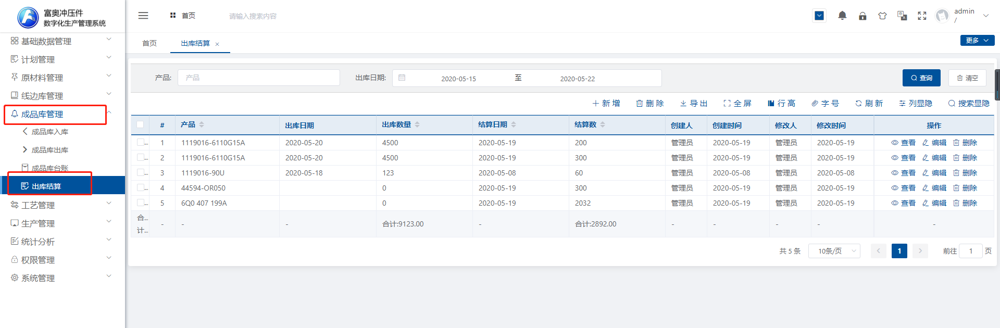 富奥冲压件
数字化生产管理系统
首页
请输入搜索内容
admin
/
首页
出库结算
更多
基础数据管理
计划管理
原材料管理
线边库管理
成品库管理
成品库入库
成品库出库
成品库台账
出库结算
工艺管理
生产管理
统计分析
权限管理
系统管理
产品: 产品 出库日期: 2020-05-15 至 2020-05-22 查询 清空
新增 删除 导出 全屏 行高 字号 刷新 列显隐 搜索显隐
# 产品 出库日期 出库数量 结算日期 结算数 创建人 创建时间 修改人 修改时间 操作
.. 1 1119016-6110G15A 2020-05-20 4500 2020-05-19 200 管理员 2020-05-19 管理员 2020-05-19 查看 编辑 删除
.. 2 1119016-6110G15A 2020-05-20 4500 2020-05-19 300 管理员 2020-05-19 管理员 2020-05-19 查看 编辑 删除
.. 3 1119016-90U 2020-05-18 123 2020-05-08 60 管理员 2020-05-08 管理员 2020-05-08 查看 编辑 删除
.. 4 44594-OR050 0 2020-05-19 300 管理员 2020-05-19 管理员 2020-05-19 查看 编辑 删除
.. 5 6Q0 407 199A 0 2020-05-19 2032 管理员 2020-05-19 管理员 2020-05-19 查看 编辑 删除
合..
计.. - - - 合计:9123.00 - 合计:2892.00 - - - - -
共 5 条 10条/页 1 前往 1 页